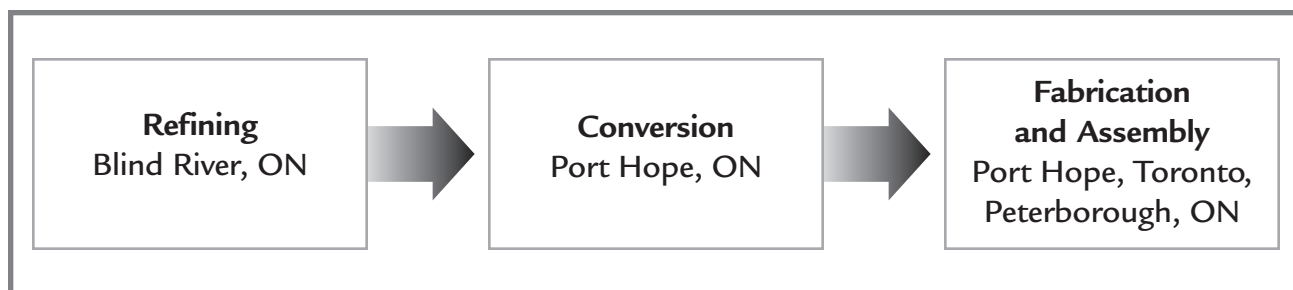 Refining
Blind River, ON
Conversion
Port Hope, ON
Fabrication
and Assembly
Port Hope, Toronto,
Peterborough, ON